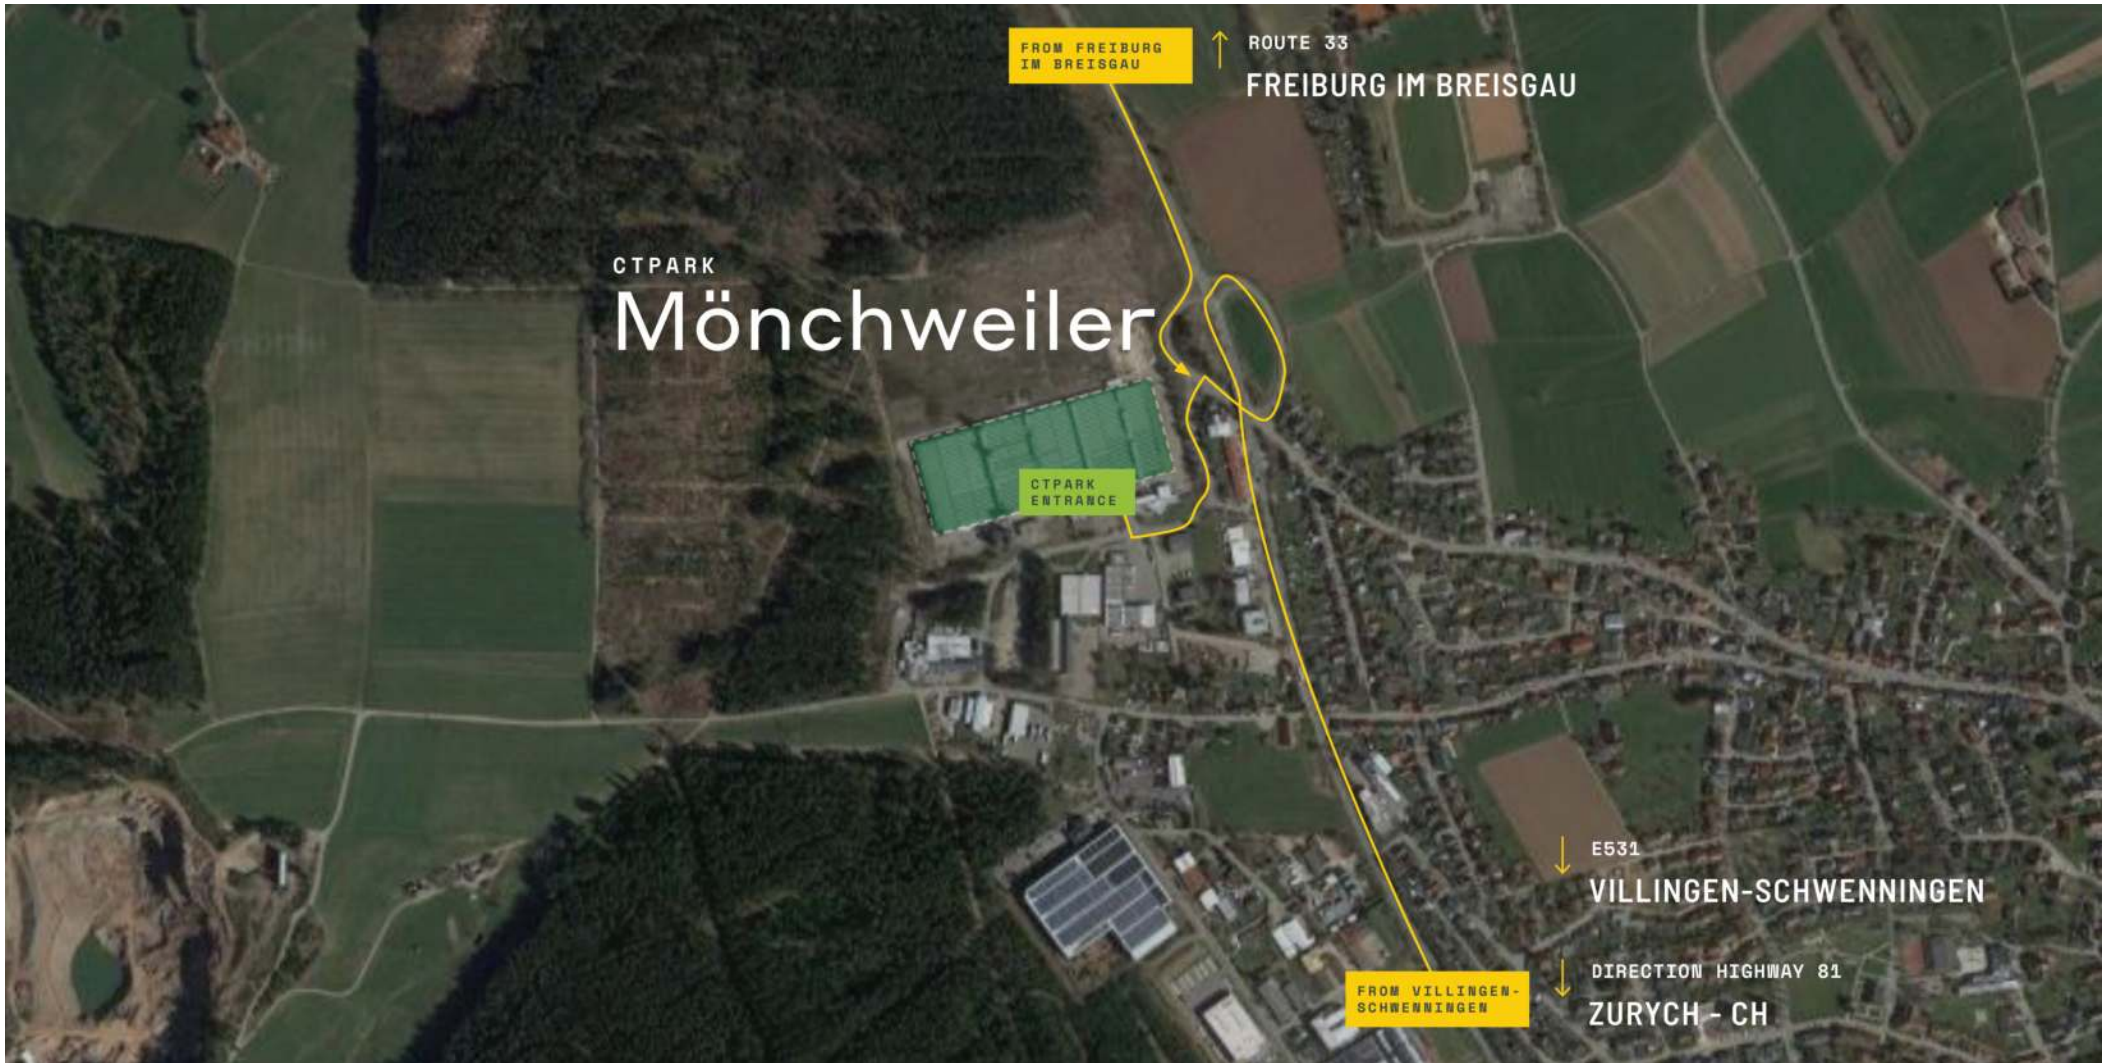 FROM FREIBURG
IM BREISGAU
ROUTE 33
FREIBURG IM BREISGAU
CTPARK
Mönchweiler
CTPARK
ENTRANCE
E531
VILLINGEN-SCHWENNINGEN
FROM VILLINGEN-
SCHWENNINGEN
DIRECTION HIGHWAY 81
ZURYCH - CH